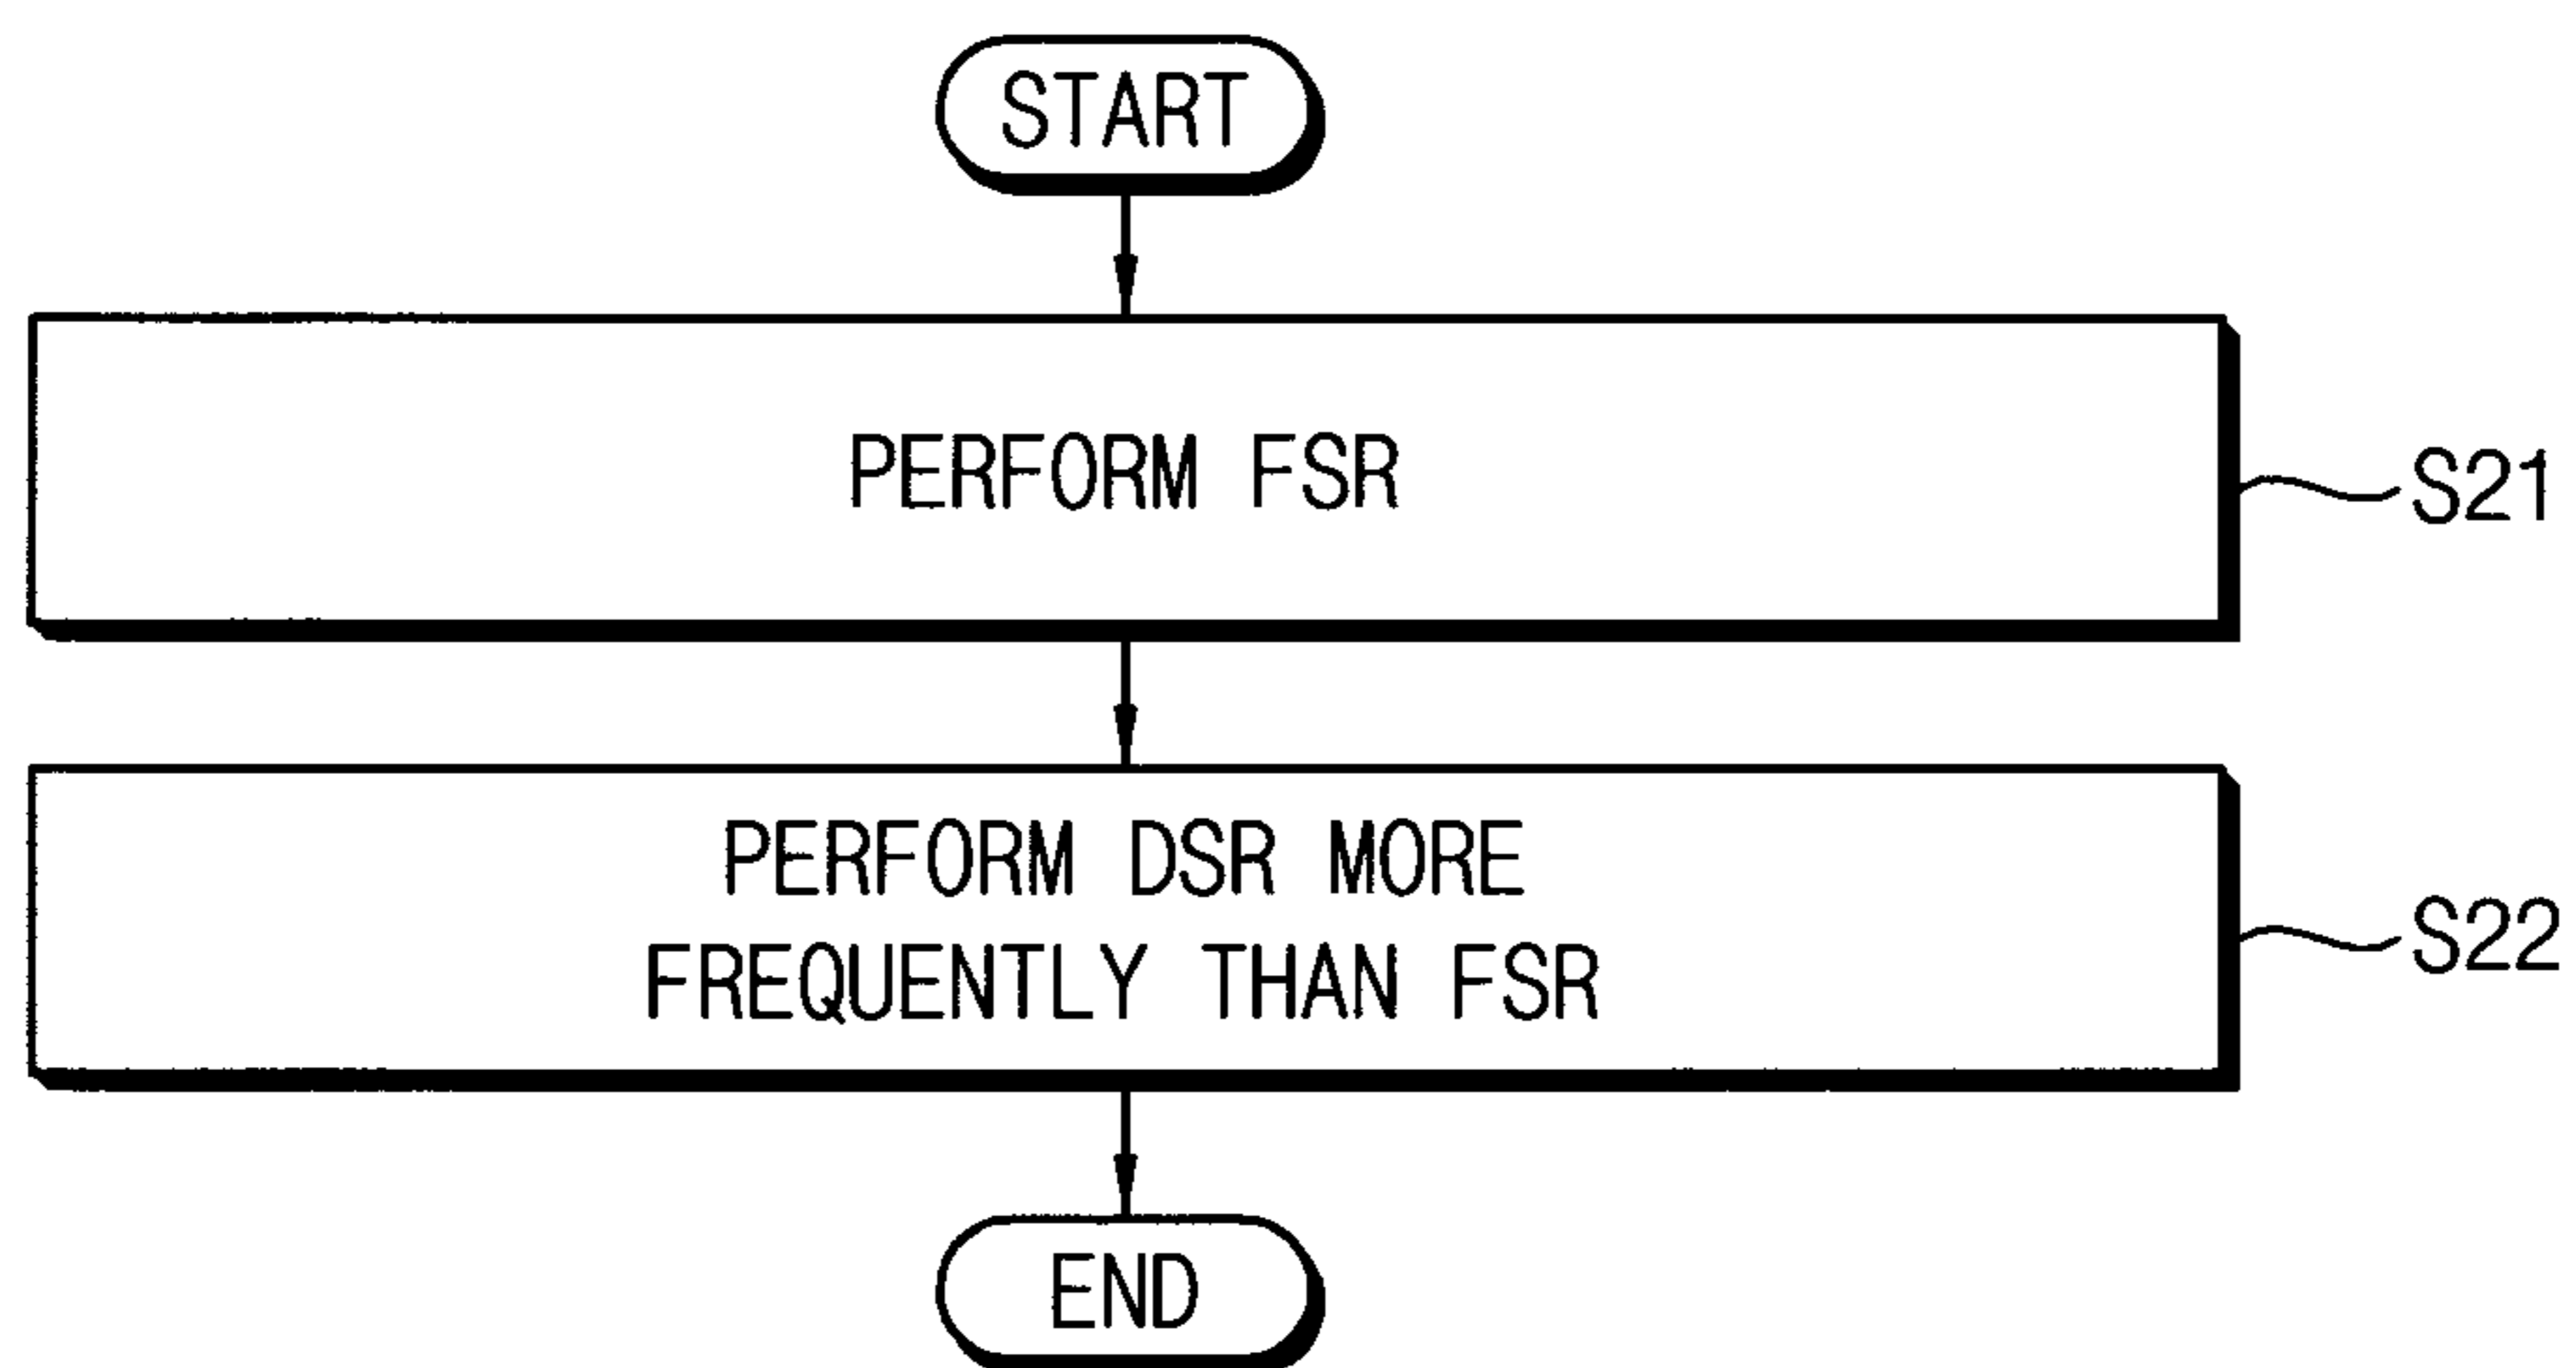 START
PERFORM FSR
S21
PERFORM DSR MORE
FREQUENTLY THAN FSR
S22
END